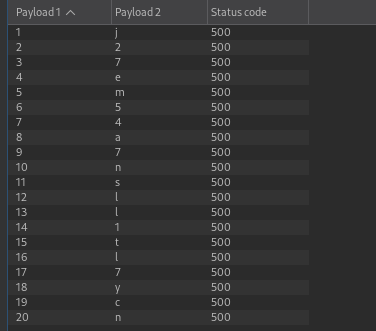 Payload 1 Payload 2 Status code
1 j 500
2 2 500
3 7 500
4 e 500
5 m 500
6 5 500
7 4 500
8 a 500
9 7 500
10 n 500
11 s 500
12 l 500
13 l 500
14 1 500
15 t 500
16 l 500
17 7 500
18 y 500
19 c 500
20 n 500